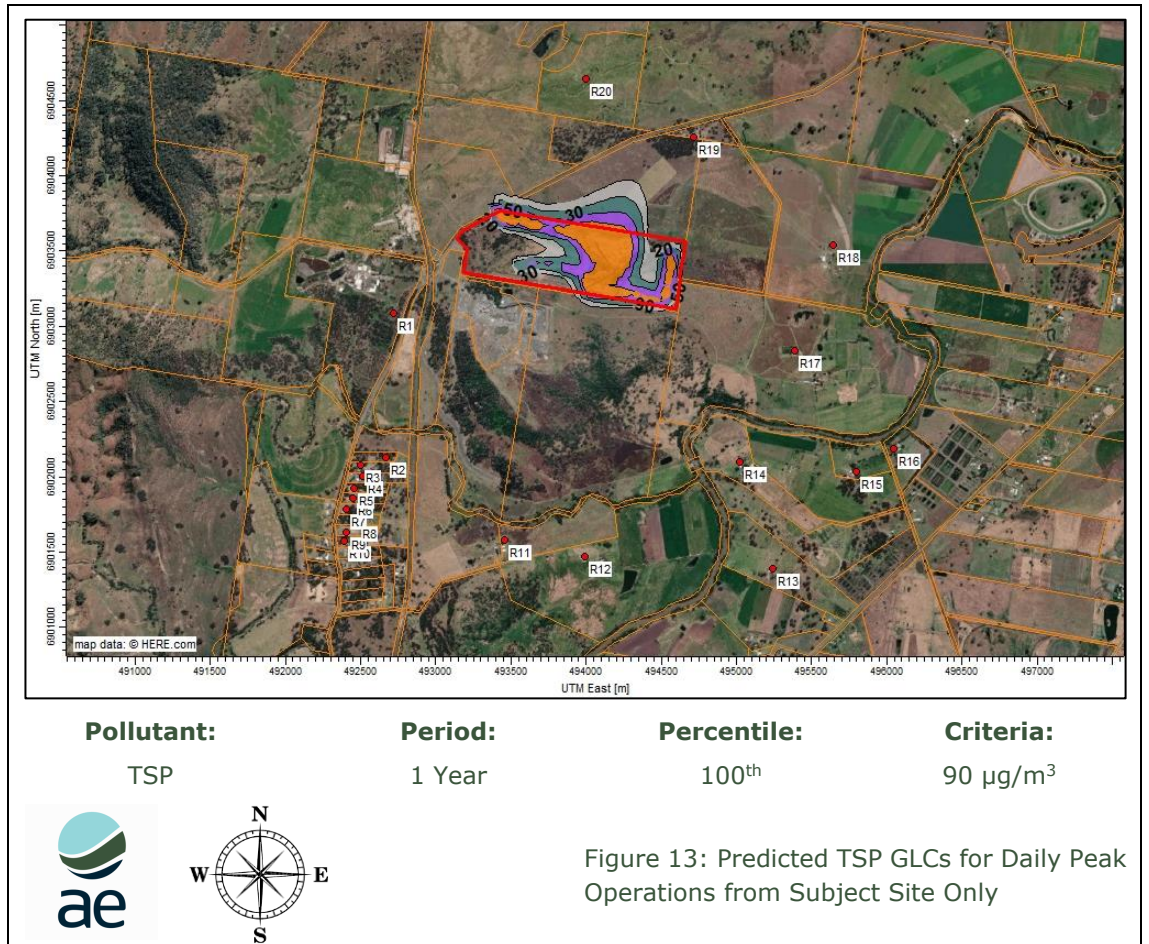 UTM North [m]
6904500
6904000
6903500
6903000
6902500
6902000
6901500
6901000
R20
R19
R18
R17
R16
R15
R14
R13
R12
R11
R1
R2
R3
R4
R5
R6
R7
R8
R9
R10
50
30
20
30
30
map data: © HERE.com
491000 491500 492000 492500 493000 493500 494000 494500 495000 495500 496000 496500 497000
UTM East [m]
Pollutant: Period: Percentile: Criteria:
TSP 1 Year 100th 90 µg/m³
ae
N
W E
S
Figure 13: Predicted TSP GLCs for Daily Peak
Operations from Subject Site Only